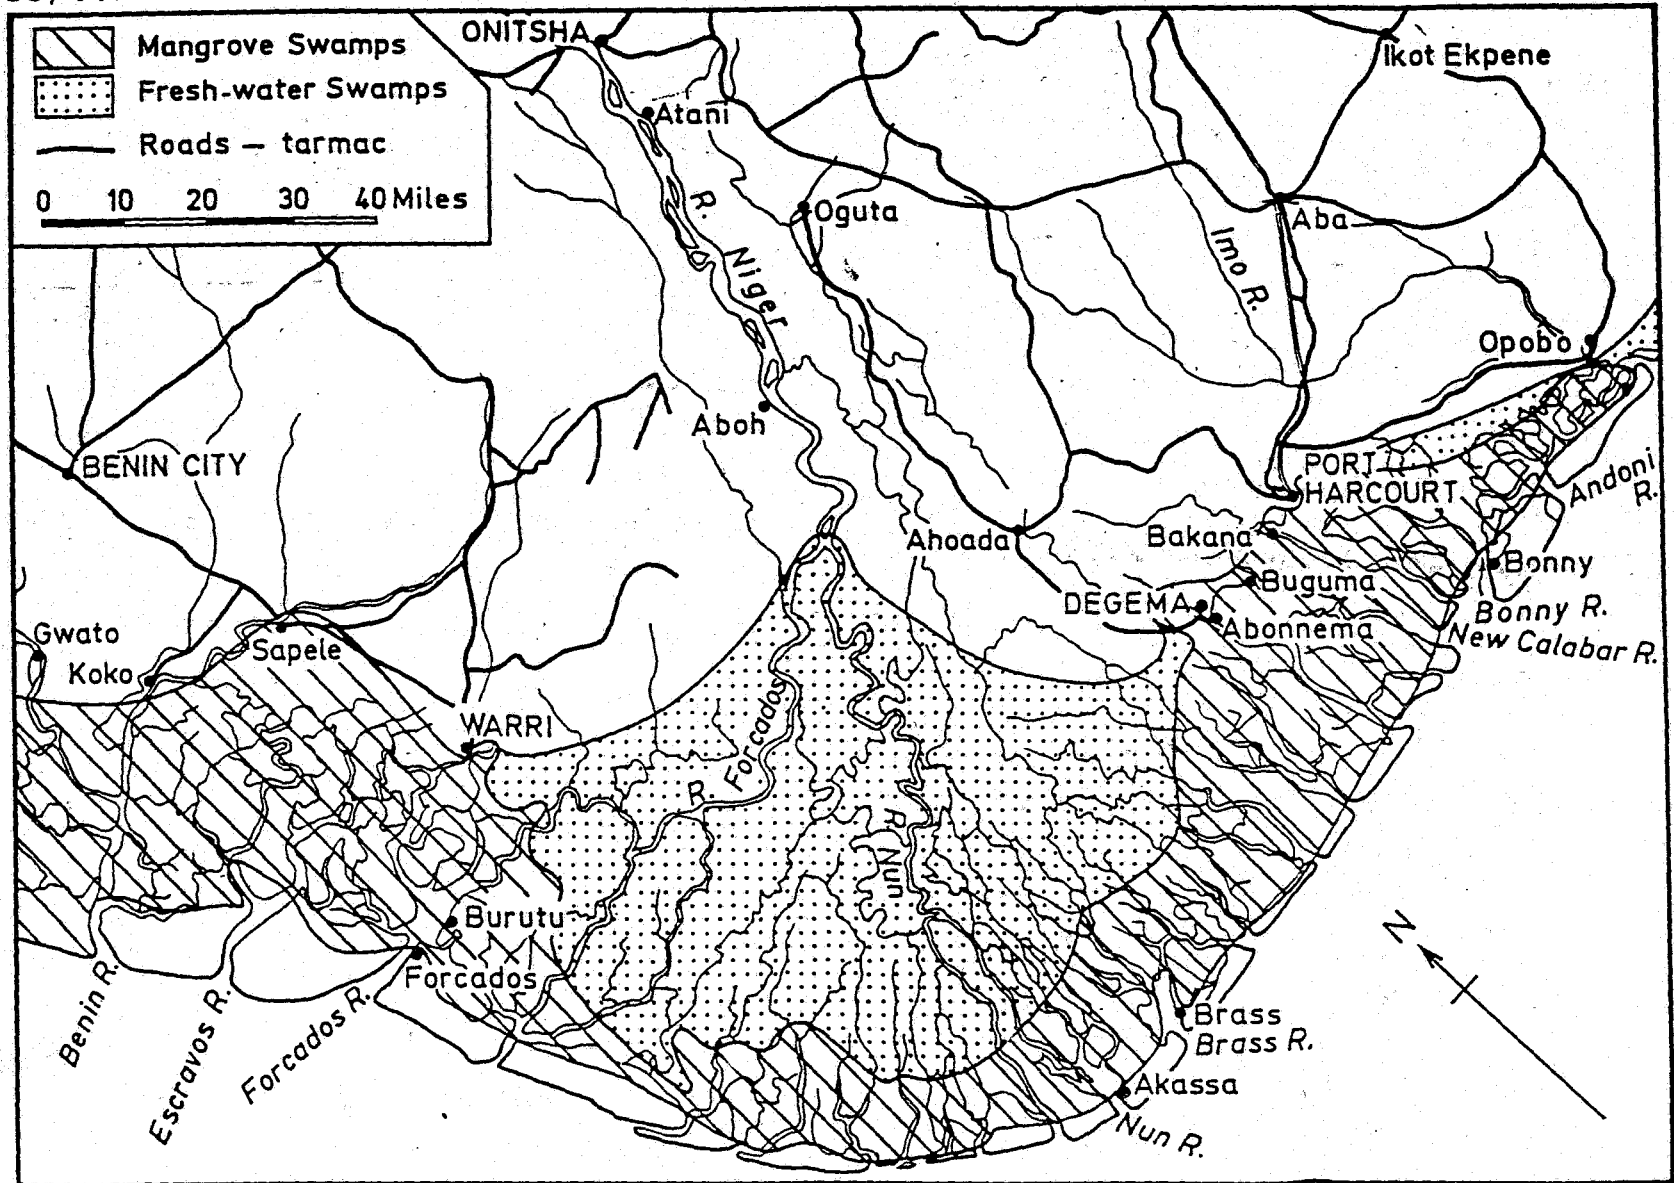 Mangrove Swamps
Fresh-water Swamps
Roads — tarmac
0 10 20 30 40 Miles
ONITSHA
Ikot Ekpene
Atani
R. Niger
Oguta
Aba
Imo R.
Opobo
Aboh
BENIN CITY
PORT
HARCOURT
Andoni
R.
Ahoada
Bakana
Bonny
Buguma
DEGEMA
Bonny R.
Abonnema
New Calabar R.
Gwato
Sapele
Koko
WARRI
R. Forcados
R. Nun
N
Burutu
Forcados
Benin R.
Escravos R.
Forcados R.
Brass
Brass R.
Akassa
Nun R.